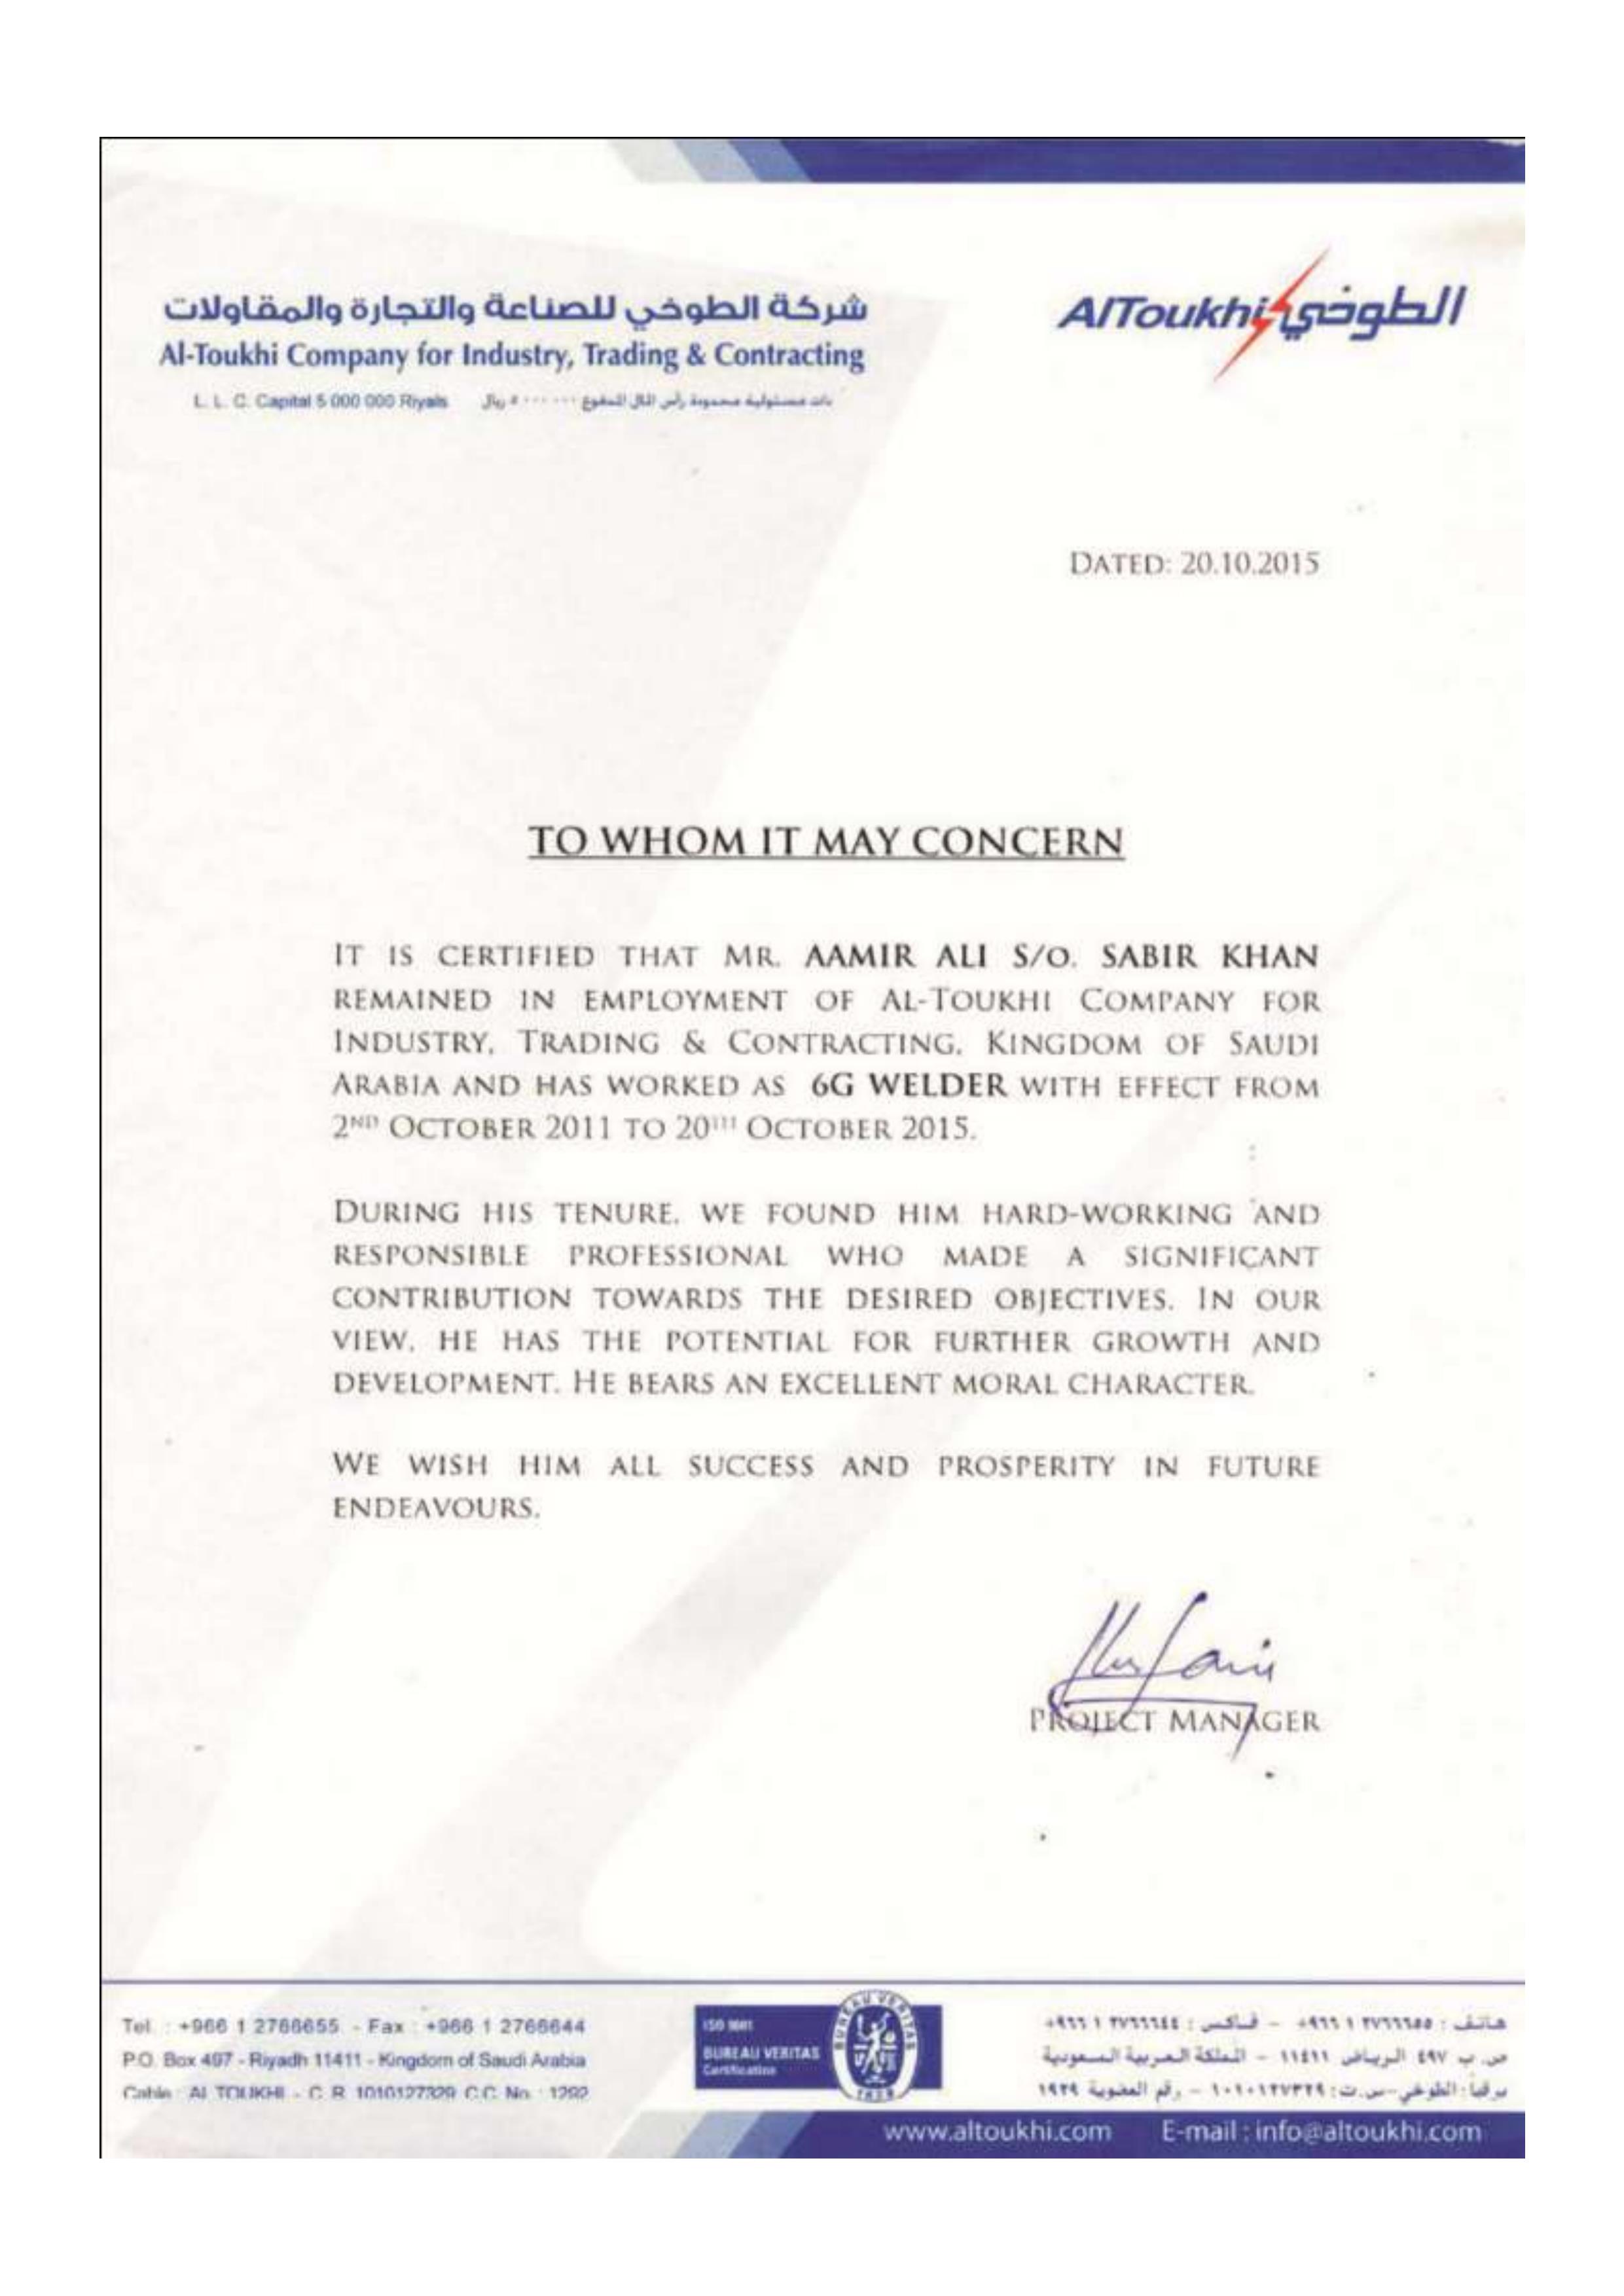 شركة الطوخي للصناعة والتجارة والمقاولات
Al-Toukhi Company for Industry, Trading & Contracting
L. L. C. Capital 5 000 000 Riyals ذات مسئولية محدودة رأس المال المدفوع ٥٠٠٠٠٠٠ ريال
AlToukhi الطوخي
DATED: 20.10.2015
TO WHOM IT MAY CONCERN
IT IS CERTIFIED THAT MR. AAMIR ALI S/O. SABIR KHAN
REMAINED IN EMPLOYMENT OF AL-TOUKHI COMPANY FOR
INDUSTRY, TRADING & CONTRACTING, KINGDOM OF SAUDI
ARABIA AND HAS WORKED AS 6G WELDER WITH EFFECT FROM
2ND OCTOBER 2011 TO 20TH OCTOBER 2015.
DURING HIS TENURE, WE FOUND HIM HARD-WORKING AND
RESPONSIBLE PROFESSIONAL WHO MADE A SIGNIFICANT
CONTRIBUTION TOWARDS THE DESIRED OBJECTIVES. IN OUR
VIEW, HE HAS THE POTENTIAL FOR FURTHER GROWTH AND
DEVELOPMENT. HE BEARS AN EXCELLENT MORAL CHARACTER.
WE WISH HIM ALL SUCCESS AND PROSPERITY IN FUTURE
ENDEAVOURS.
PROJECT MANAGER
Tel. : +966 1 2766655 - Fax : +966 1 2766644
P.O. Box 497 - Riyadh 11411 - Kingdom of Saudi Arabia
Cable : AL TOUKHI - C. R. 1010127329 C.C. No. : 1292
ISO 9001
BUREAU VERITAS
Certification
BUREAU VERITAS
1828
هاتف : ٢٧٦٦٦٥٥ ١ ٩٦٦+ - فاكس : ٢٧٦٦٦٤٤ ١ ٩٦٦+
ص. ب ٤٩٧ الرياض ١١٤١١ - المملكة العربية السعودية
برقياً : الطوخي - س.ت: ١٠١٠١٢٧٣٢٩ - رقم العضوية ١٩٢٩
www.altoukhi.com E-mail : info@altoukhi.com